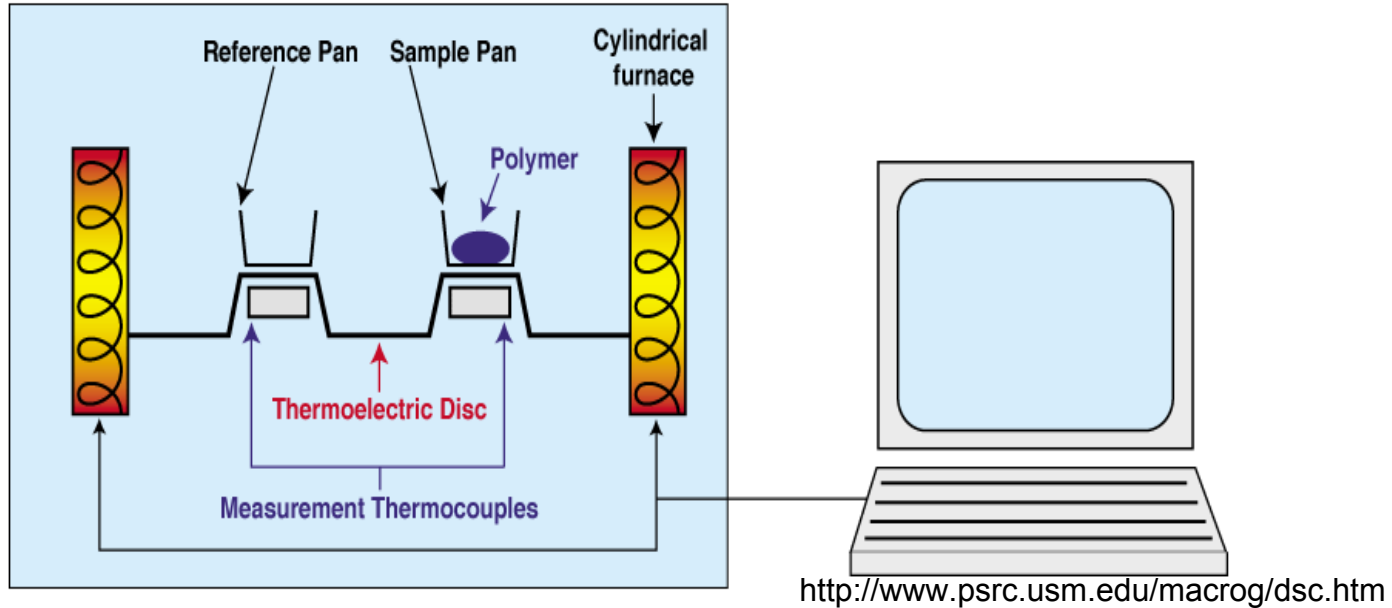 Reference Pan
Sample Pan
Cylindrical
furnace
Polymer
Thermoelectric Disc
Measurement Thermocouples
http://www.psrc.usm.edu/macrog/dsc.htm